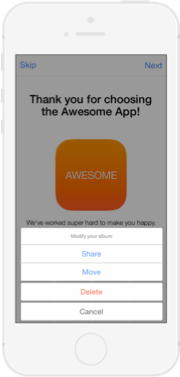 Skip Next
Thank you for choosing
the Awesome App!
AWESOME
We've worked super hard to make you happy.
Modify your album
Share
Move
Delete
Cancel